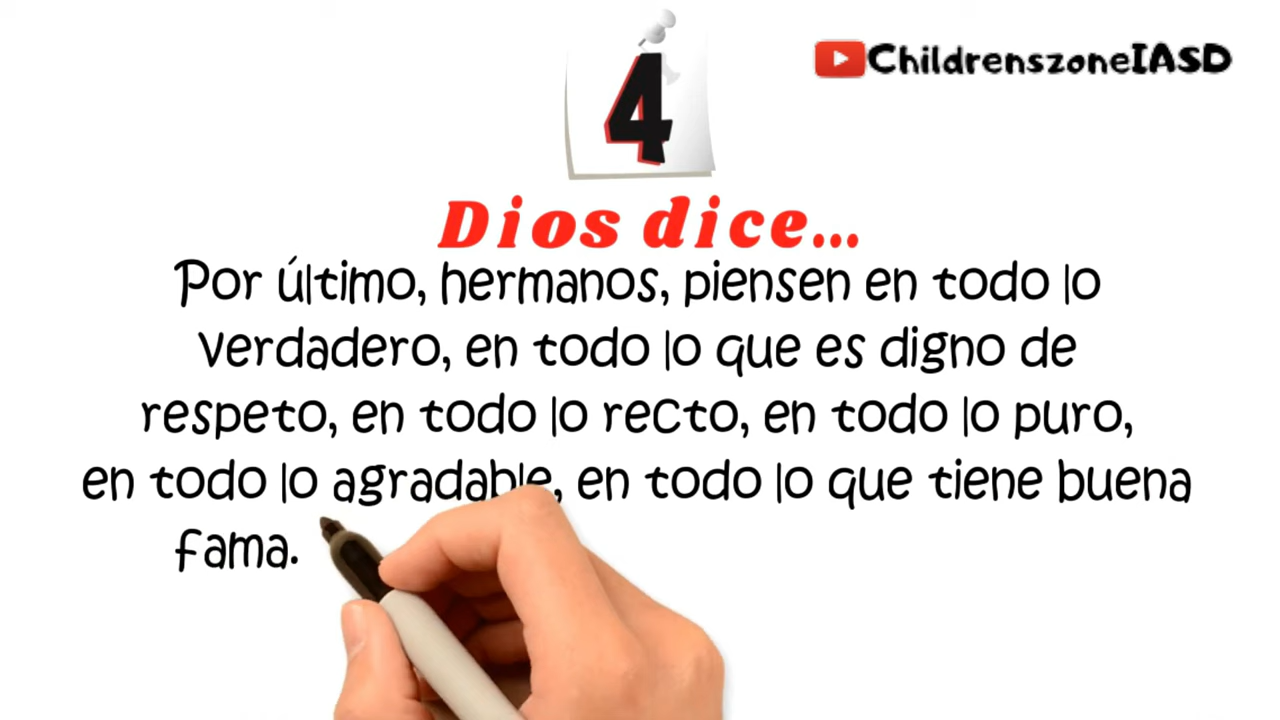 4
ChildrenszoneIASD
Dios dice...
Por último, hermanos, piensen en todo lo
verdadero, en todo lo que es digno de
respeto, en todo lo recto, en todo lo puro,
en todo lo agradable, en todo lo que tiene buena
fama.